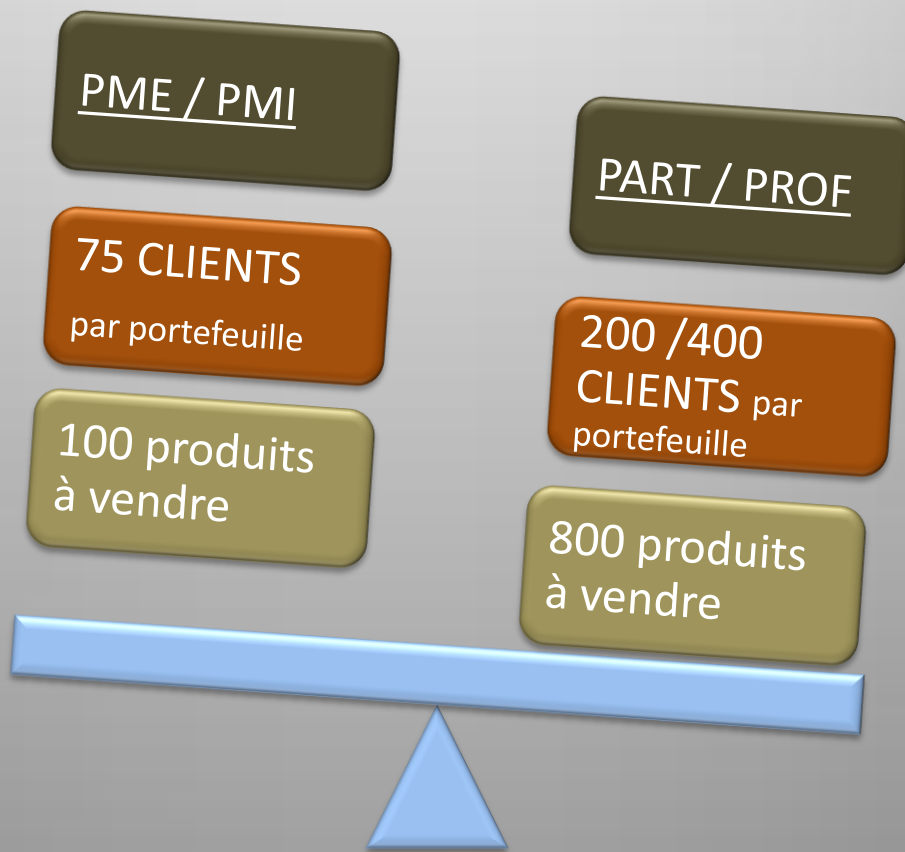 PME / PMI
75 CLIENTS
par portefeuille
100 produits
à vendre
PART / PROF
200 /400
CLIENTS par
portefeuille
800 produits
à vendre